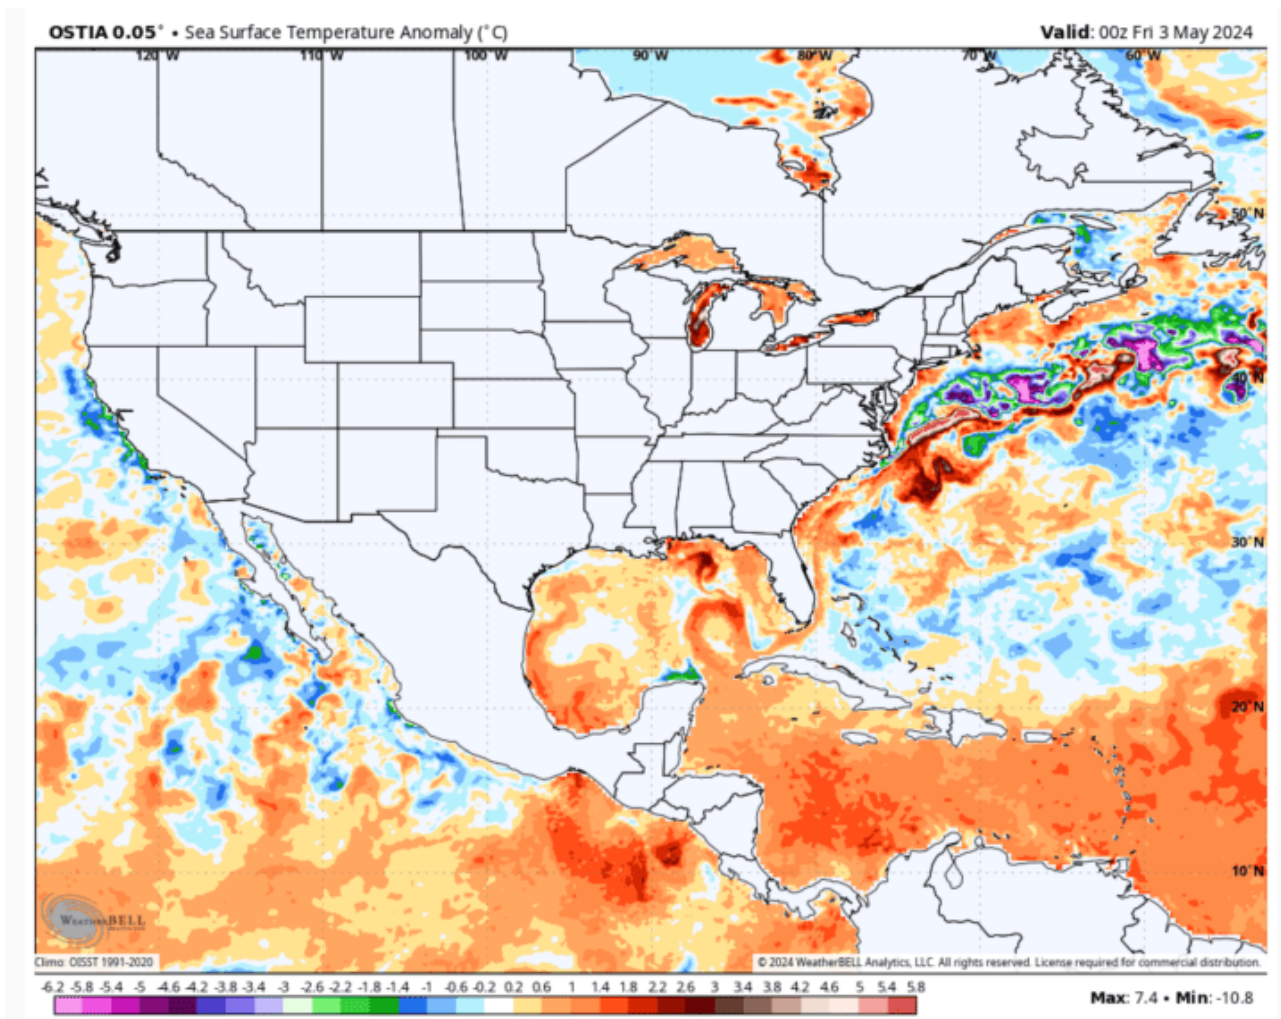 OSTIA 0.05° • Sea Surface Temperature Anomaly (°C)
Valid: 00z Fri 3 May 2024
120°W 110°W 100°W 90°W 80°W 70°W 60°W
50°N
40°N
30°N
20°N
10°N
WEATHERBELL
Climo: OISST 1991-2020
© 2024 WeatherBELL Analytics, LLC. All rights reserved. License required for commercial distribution.
-6.2 -5.8 -5.4 -5 -4.6 -4.2 -3.8 -3.4 -3 -2.6 -2.2 -1.8 -1.4 -1 -0.6 -0.2 0.2 0.6 1 1.4 1.8 2.2 2.6 3 3.4 3.8 4.2 4.6 5 5.4 5.8
Max: 7.4 • Min: -10.8